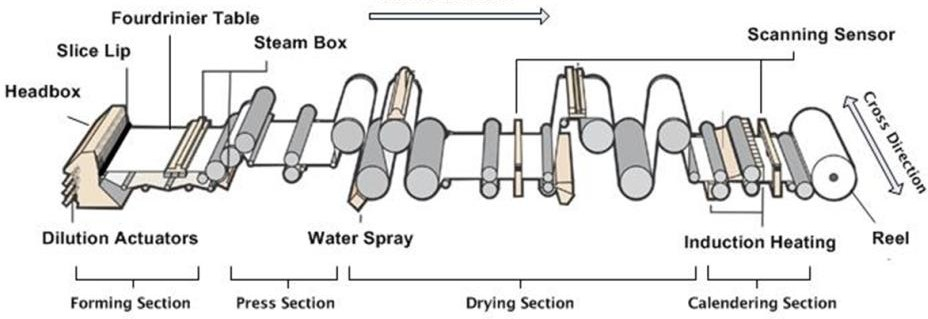 Fourdrinier Table
Steam Box
Slice Lip
Headbox
Scanning Sensor
Cross Direction
Dilution Actuators
Water Spray
Induction Heating
Reel
Forming Section
Press Section
Drying Section
Calendering Section